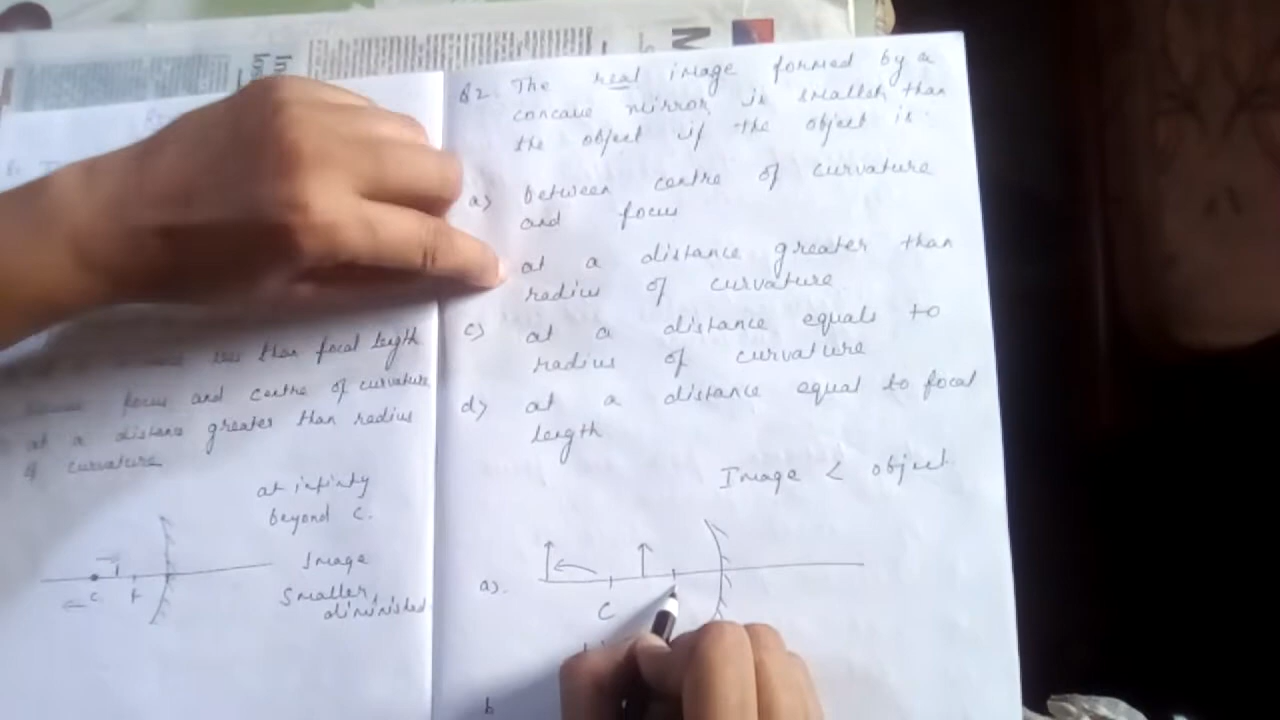 less than focal length
focus and centre of curvature
at a distance greater than radius
of curvature
at infinity
beyond C.
Image
Smaller,
diminished.
C
F
Q2. The real image formed by a
concave mirror is smaller than
the object if the object is:
a) between centre of curvature
and focus
at a distance greater than
radius of curvature
c) at a distance equals to
radius of curvature
d) at a distance equal to focal
length
Image < object.
a).
C
b